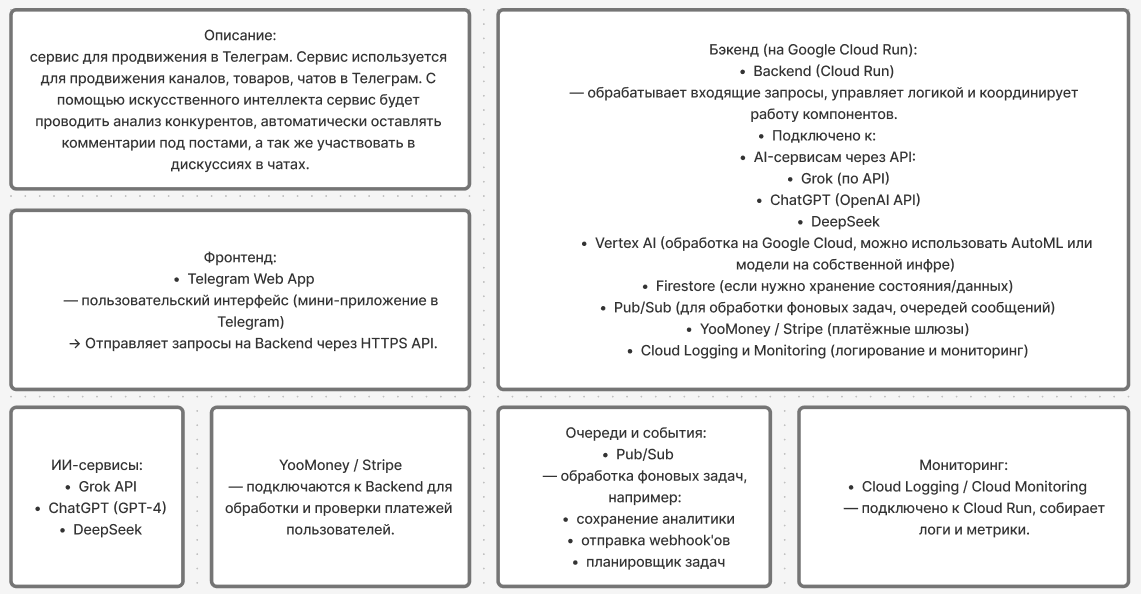 Описание:
сервис для продвижения в Телеграм. Сервис используется
для продвижения каналов, товаров, чатов в Телеграм. С
помощью искусственного интеллекта сервис будет
проводить анализ конкурентов, автоматически оставлять
комментарии под постами, а так же участвовать в
дискуссиях в чатах.
Фронтенд:
• Telegram Web App
— пользовательский интерфейс (мини-приложение в
Telegram)
→ Отправляет запросы на Backend через HTTPS API.
Бэкенд (на Google Cloud Run):
• Backend (Cloud Run)
— обрабатывает входящие запросы, управляет логикой и координирует
работу компонентов.
• Подключено к:
• AI-сервисам через API:
• Grok (по API)
• ChatGPT (OpenAI API)
• DeepSeek
• Vertex AI (обработка на Google Cloud, можно использовать AutoML или
модели на собственной инфре)
• Firestore (если нужно хранение состояния/данных)
• Pub/Sub (для обработки фоновых задач, очередей сообщений)
• YooMoney / Stripe (платёжные шлюзы)
• Cloud Logging и Monitoring (логирование и мониторинг)
ИИ-сервисы:
• Grok API
• ChatGPT (GPT-4)
• DeepSeek
YooMoney / Stripe
— подключаются к Backend для
обработки и проверки платежей
пользователей.
Очереди и события:
• Pub/Sub
— обработка фоновых задач,
например:
• сохранение аналитики
• отправка webhook'ов
• планировщик задач
Мониторинг:
• Cloud Logging / Cloud Monitoring
— подключено к Cloud Run, собирает
логи и метрики.